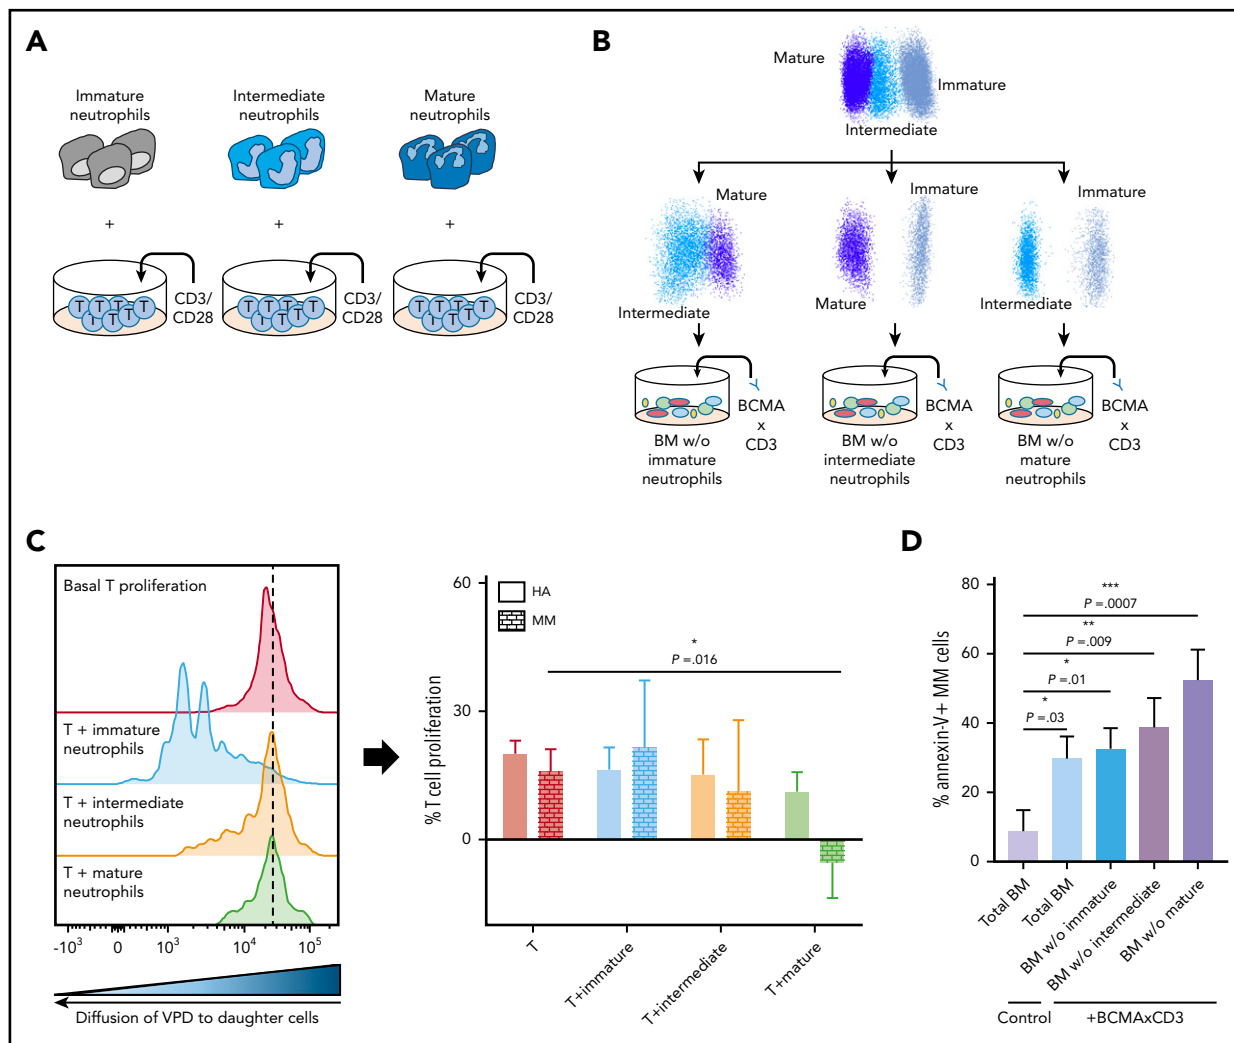 A
Immature
neutrophils
Intermediate
neutrophils
Mature
neutrophils
+
+
+
T T T T
T T T
CD3/
CD28
T T T T
T T T
CD3/
CD28
T T T T
T T T
CD3/
CD28
B
Mature
Immature
Intermediate
Mature
Intermediate
Immature
Mature
Immature
Intermediate
BCMA
x
CD3
BM w/o
immature
neutrophils
BCMA
x
CD3
BM w/o
intermediate
neutrophils
BCMA
x
CD3
BM w/o
mature
neutrophils
C
Basal T proliferation
T + immature
neutrophils
T + intermediate
neutrophils
T + mature
neutrophils
-10³ 0 10³ 10⁴ 10⁵
Diffusion of VPD to daughter cells
% T cell proliferation
60
30
0
HA
MM
*
P =.016
T
T+immature
T+intermediate
T+mature
D
% annexin-V+ MM cells
80
60
40
20
0
***
P =.0007
**
P =.009
*
P =.01
*
P =.03
Total BM
Total BM
BM w/o immature
BM w/o intermediate
BM w/o mature
Control
+BCMAxCD3